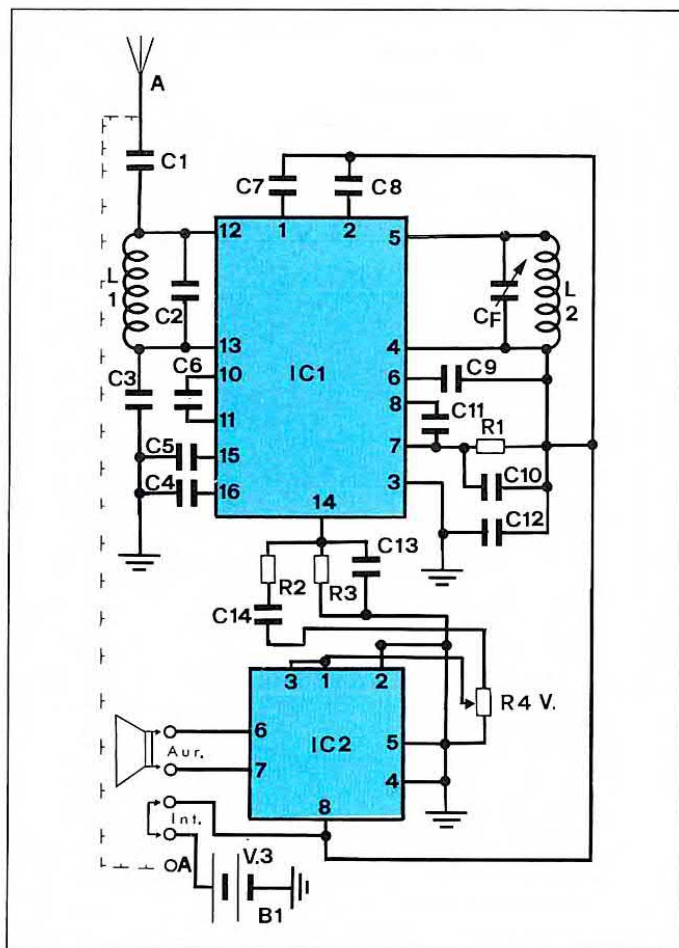 A
C1
C7
C8
12
1
2
5
L
1
C2
CF
L
2
13
4
C3
C6
10
IC1
6
C9
11
8
C11
R1
C5
15
7
C10
C4
16
3
C12
14
C13
R2
R3
C14
3
1
2
R4 V.
6
IC2
5
Aur.
7
4
8
Int.
A
V.3
B1